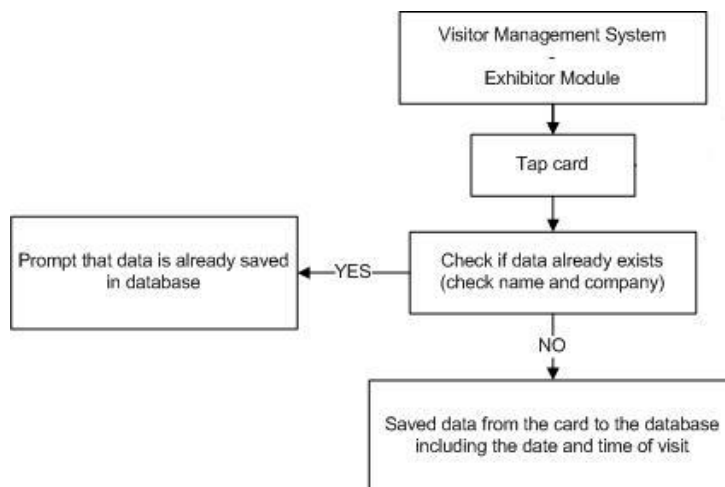 Visitor Management System
-
Exhibitor Module
Tap card
Check if data already exists
(check name and company)
YES
Prompt that data is already saved
in database
NO
Saved data from the card to the database
including the date and time of visit